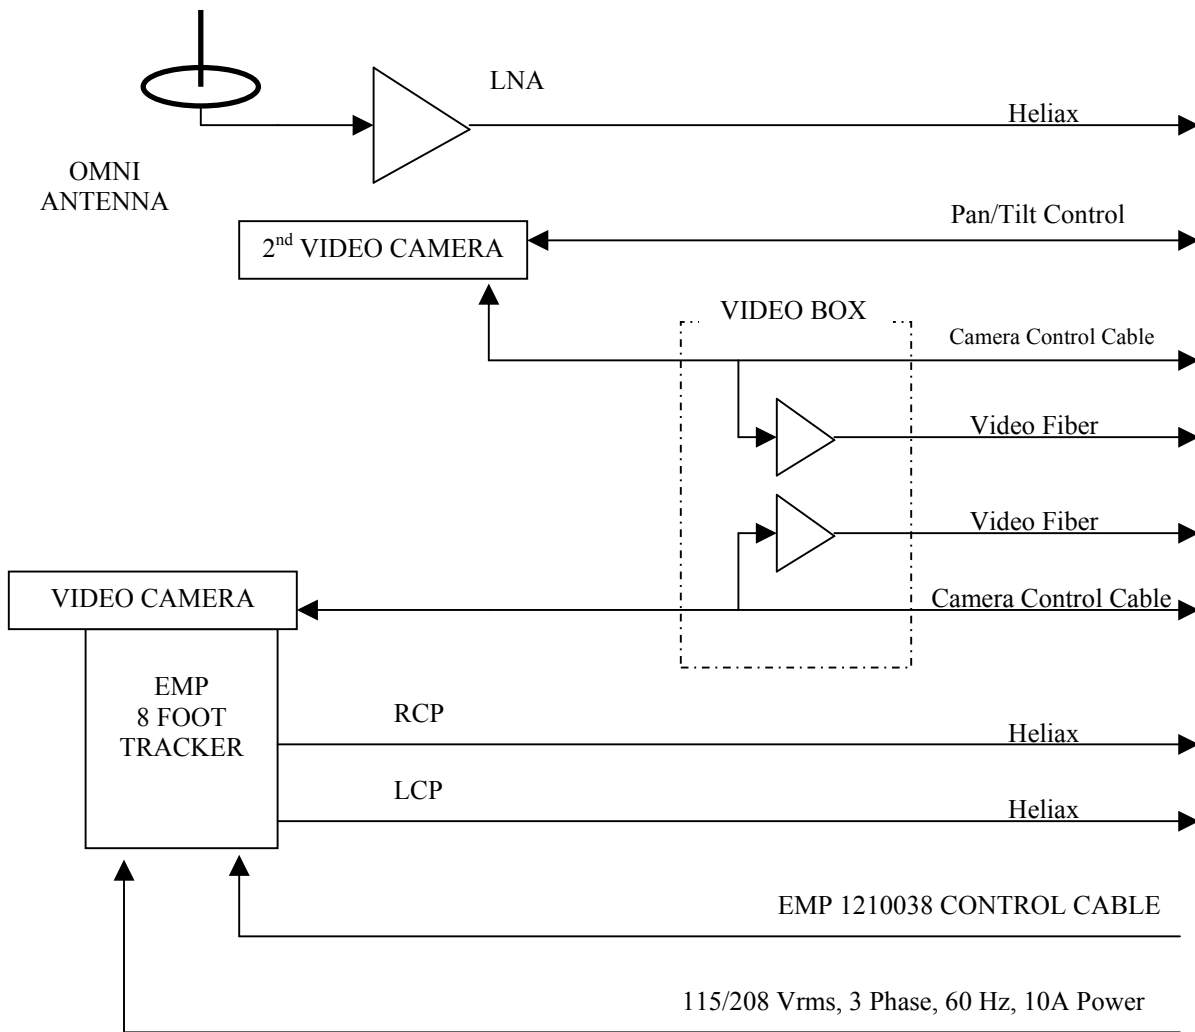 LNA
Heliax
OMNI
ANTENNA
Pan/Tilt Control
2nd VIDEO CAMERA
VIDEO BOX
Camera Control Cable
Video Fiber
Video Fiber
VIDEO CAMERA
Camera Control Cable
EMP
8 FOOT
TRACKER
RCP
Heliax
LCP
Heliax
EMP 1210038 CONTROL CABLE
115/208 Vrms, 3 Phase, 60 Hz, 10A Power